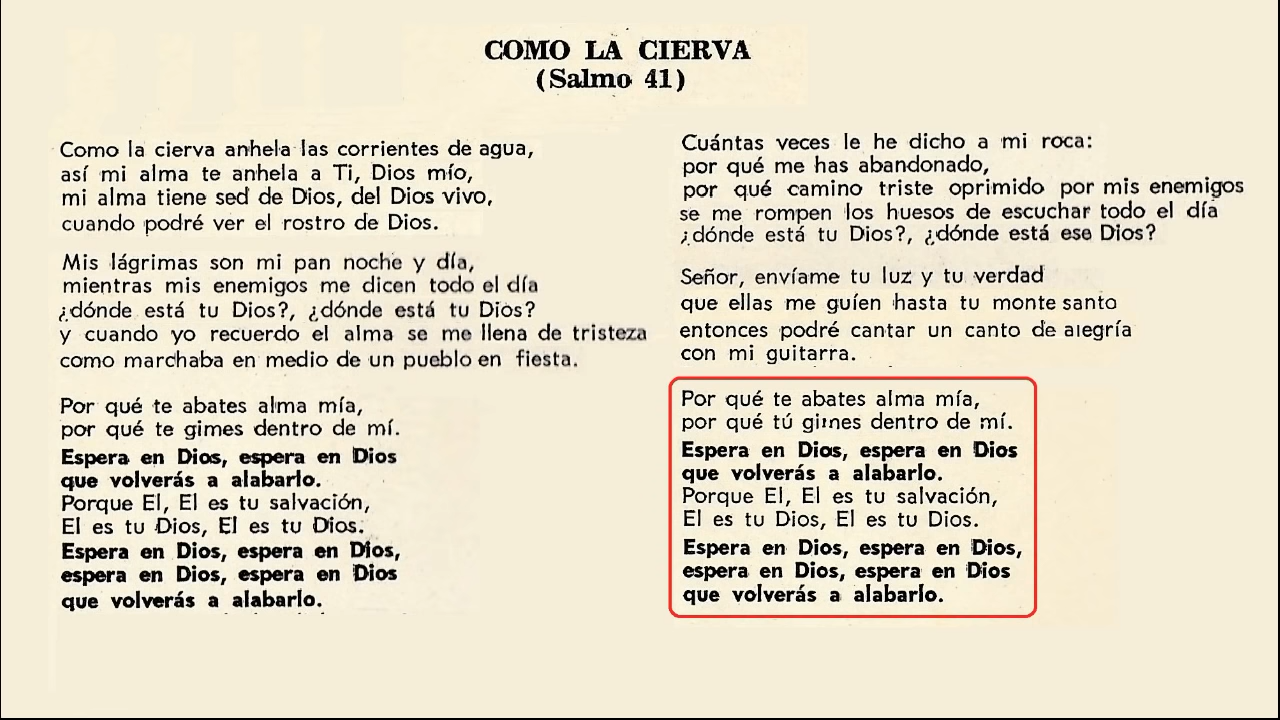 COMO LA CIERVA
(Salmo 41)
Como la cierva anhela las corrientes de agua,
así mi alma te anhela a Ti, Dios mío,
mi alma tiene sed de Dios, del Dios vivo,
cuando podré ver el rostro de Dios.
Mis lágrimas son mi pan noche y día,
mientras mis enemigos me dicen todo el día
¿dónde está tu Dios?, ¿dónde está tu Dios?
y cuando yo recuerdo el alma se me llena de tristeza
como marchaba en medio de un pueblo en fiesta.
Por qué te abates alma mía,
por qué te gimes dentro de mí.
Espera en Dios, espera en Dios
que volverás a alabarlo.
Porque El, El es tu salvación,
El es tu Dios, El es tu Dios.
Espera en Dios, espera en Dios,
espera en Dios, espera en Dios
que volverás a alabarlo.
Cuántas veces le he dicho a mi roca:
por qué me has abandonado,
por qué camino triste oprimido por mis enemigos
se me rompen los huesos de escuchar todo el día
¿dónde está tu Dios?, ¿dónde está ese Dios?
Señor, envíame tu luz y tu verdad
que ellas me guíen hasta tu monte santo
entonces podré cantar un canto de alegría
con mi guitarra.
Por qué te abates alma mía,
por qué tú gimes dentro de mí.
Espera en Dios, espera en Dios
que volverás a alabarlo.
Porque El, El es tu salvación,
El es tu Dios, El es tu Dios.
Espera en Dios, espera en Dios,
espera en Dios, espera en Dios
que volverás a alabarlo.